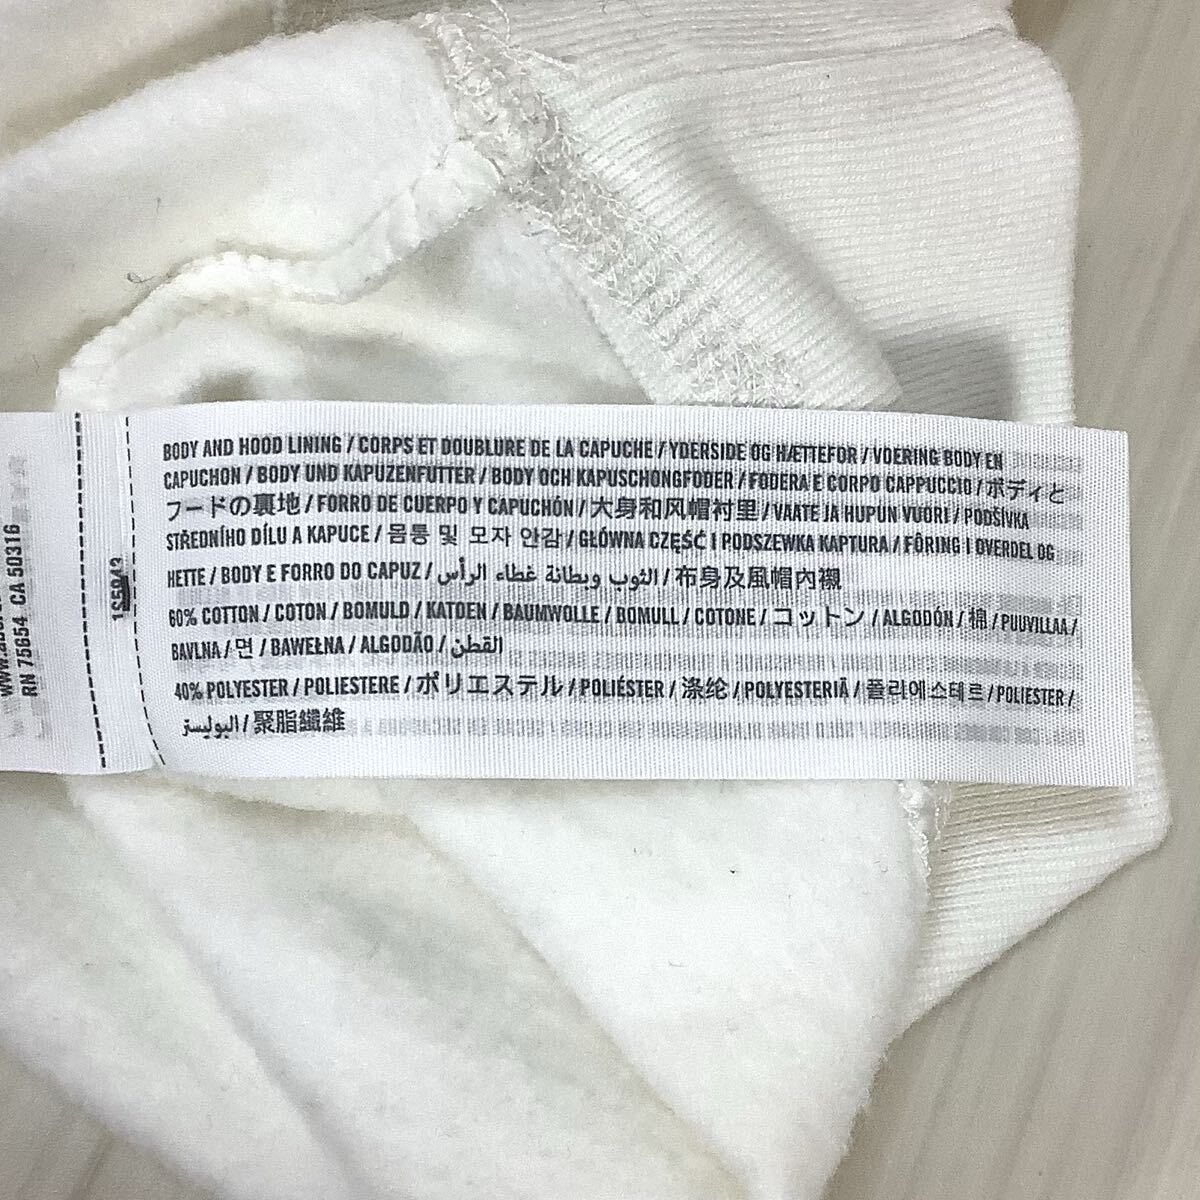 BODY AND HOOD LINING / CORPS ET DOUBLURE DE LA CAPUCHE / YDERSIDE OG HÆTTEFOR / VOERING BODY EN
CAPUCHON / BODY UND KAPUZENFUTTER / BODY OCH KAPUSCHONGFODER / FODERA E CORPO CAPPUCCIO / ボディと
フードの裏地 / FORRO DE CUERPO Y CAPUCHÓN / 大身和风帽衬里 / VAATE JA HUPUN VUORI / PODŠÍVKA
STŘEDNÍHO DÍLU A KAPUCE / 몸통 및 모자 안감 / GŁÓWNA CZĘŚĆ I PODSZEWKA KAPTURA / FÔRING I OVERDEL OG
HETTE / BODY E FORRO DO CAPUZ / الثوب وبطانة غطاء الرأس / 布身及風帽內襯
60% COTTON / COTON / BOMULD / KATOEN / BAUMWOLLE / BOMULL / COTONE / コットン / ALGODÓN / 棉 / PUUVILLAA /
BAVLNA / 면 / BAWEŁNA / ALGODÃO / القطن
40% POLYESTER / POLIESTERE / ポリエステル / POLIÉSTER / 涤纶 / POLYESTERIÄ / 폴리에스테르 / POLIESTER /
البوليستر / 聚脂纖維
RN 75654 CA 50316